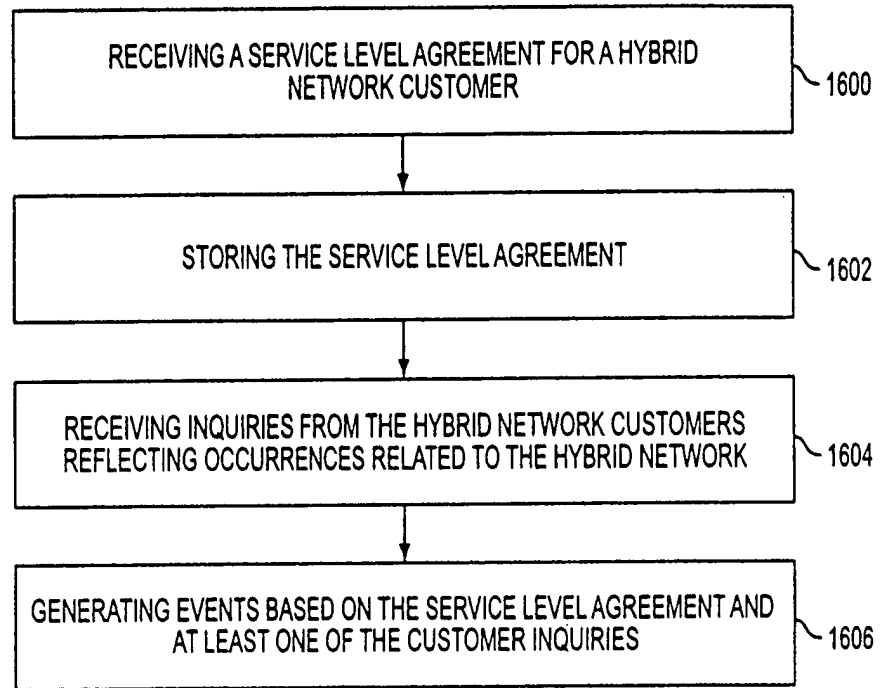 RECEIVING A SERVICE LEVEL AGREEMENT FOR A HYBRID
NETWORK CUSTOMER
1600
STORING THE SERVICE LEVEL AGREEMENT
1602
RECEIVING INQUIRIES FROM THE HYBRID NETWORK CUSTOMERS
REFLECTING OCCURRENCES RELATED TO THE HYBRID NETWORK
1604
GENERATING EVENTS BASED ON THE SERVICE LEVEL AGREEMENT AND
AT LEAST ONE OF THE CUSTOMER INQUIRIES
1606